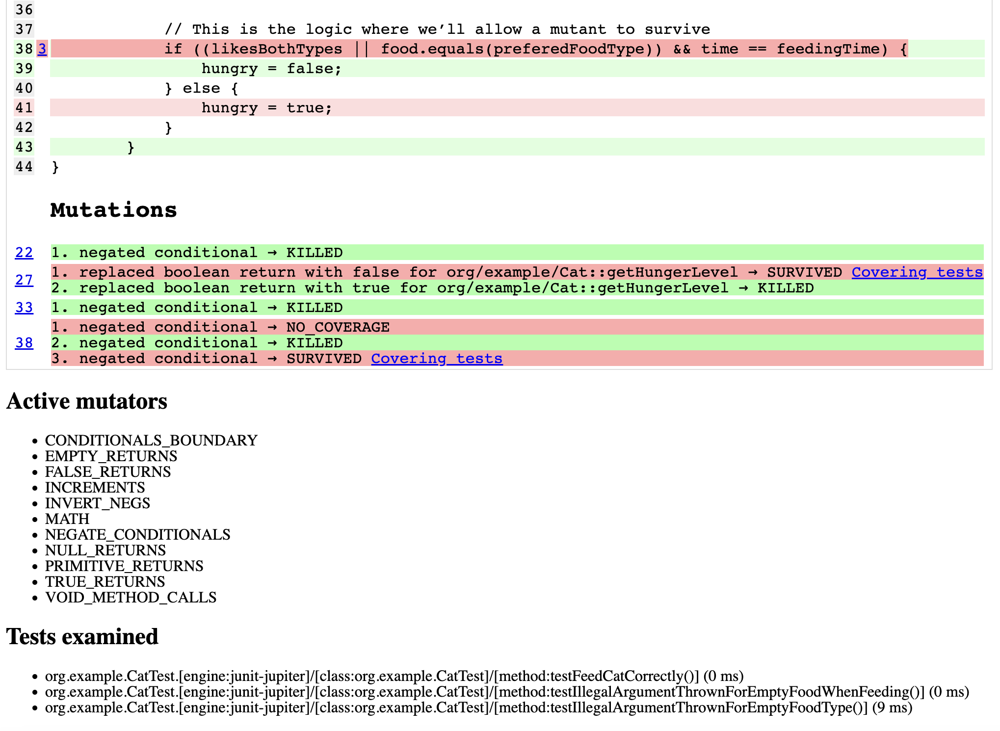 36
37 // This is the logic where we’ll allow a mutant to survive
38 3 if ((likesBothTypes || food.equals(preferedFoodType)) && time == feedingTime) {
39 hungry = false;
40 } else {
41 hungry = true;
42 }
43 }
44 }
Mutations
22 1. negated conditional → KILLED
27 1. replaced boolean return with false for org/example/Cat::getHungerLevel → SURVIVED Covering tests
2. replaced boolean return with true for org/example/Cat::getHungerLevel → KILLED
33 1. negated conditional → KILLED
38 1. negated conditional → NO_COVERAGE
2. negated conditional → KILLED
3. negated conditional → SURVIVED Covering tests
Active mutators
• CONDITIONALS_BOUNDARY
• EMPTY_RETURNS
• FALSE_RETURNS
• INCREMENTS
• INVERT_NEGS
• MATH
• NEGATE_CONDITIONALS
• NULL_RETURNS
• PRIMITIVE_RETURNS
• TRUE_RETURNS
• VOID_METHOD_CALLS
Tests examined
• org.example.CatTest.[engine:junit-jupiter]/[class:org.example.CatTest]/[method:testFeedCatCorrectly()] (0 ms)
• org.example.CatTest.[engine:junit-jupiter]/[class:org.example.CatTest]/[method:testIllegalArgumentThrownForEmptyFoodWhenFeeding()] (0 ms)
• org.example.CatTest.[engine:junit-jupiter]/[class:org.example.CatTest]/[method:testIllegalArgumentThrownForEmptyFoodType()] (9 ms)